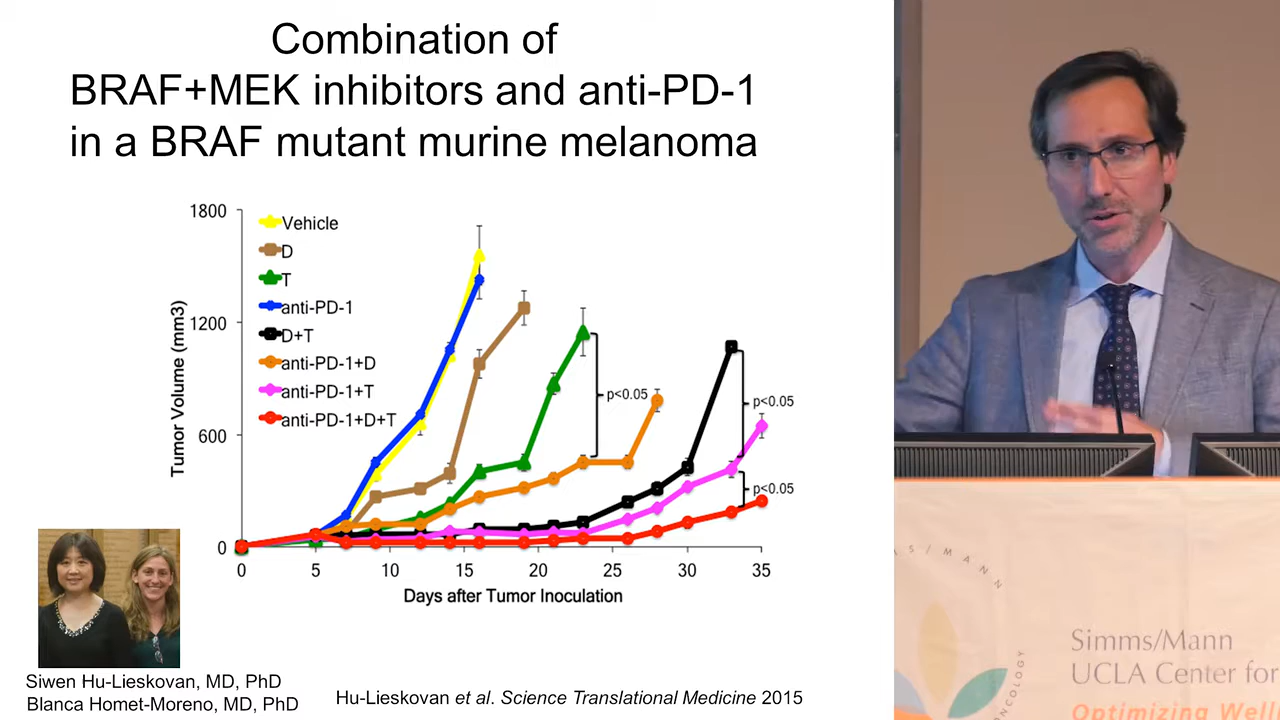 Combination of
BRAF+MEK inhibitors and anti-PD-1
in a BRAF mutant murine melanoma
Tumor Volume (mm3)
1800
1200
600
0
Vehicle
D
T
anti-PD-1
D+T
anti-PD-1+D
anti-PD-1+T
anti-PD-1+D+T
p<0.05
p<0.05
p<0.05
0 5 10 15 20 25 30 35
Days after Tumor Inoculation
Siwen Hu-Lieskovan, MD, PhD
Blanca Homet-Moreno, MD, PhD
Hu-Lieskovan et al. Science Translational Medicine 2015
S / MANN
ONCOLOGY
Simms/Mann
UCLA Center for
Optimizing Well